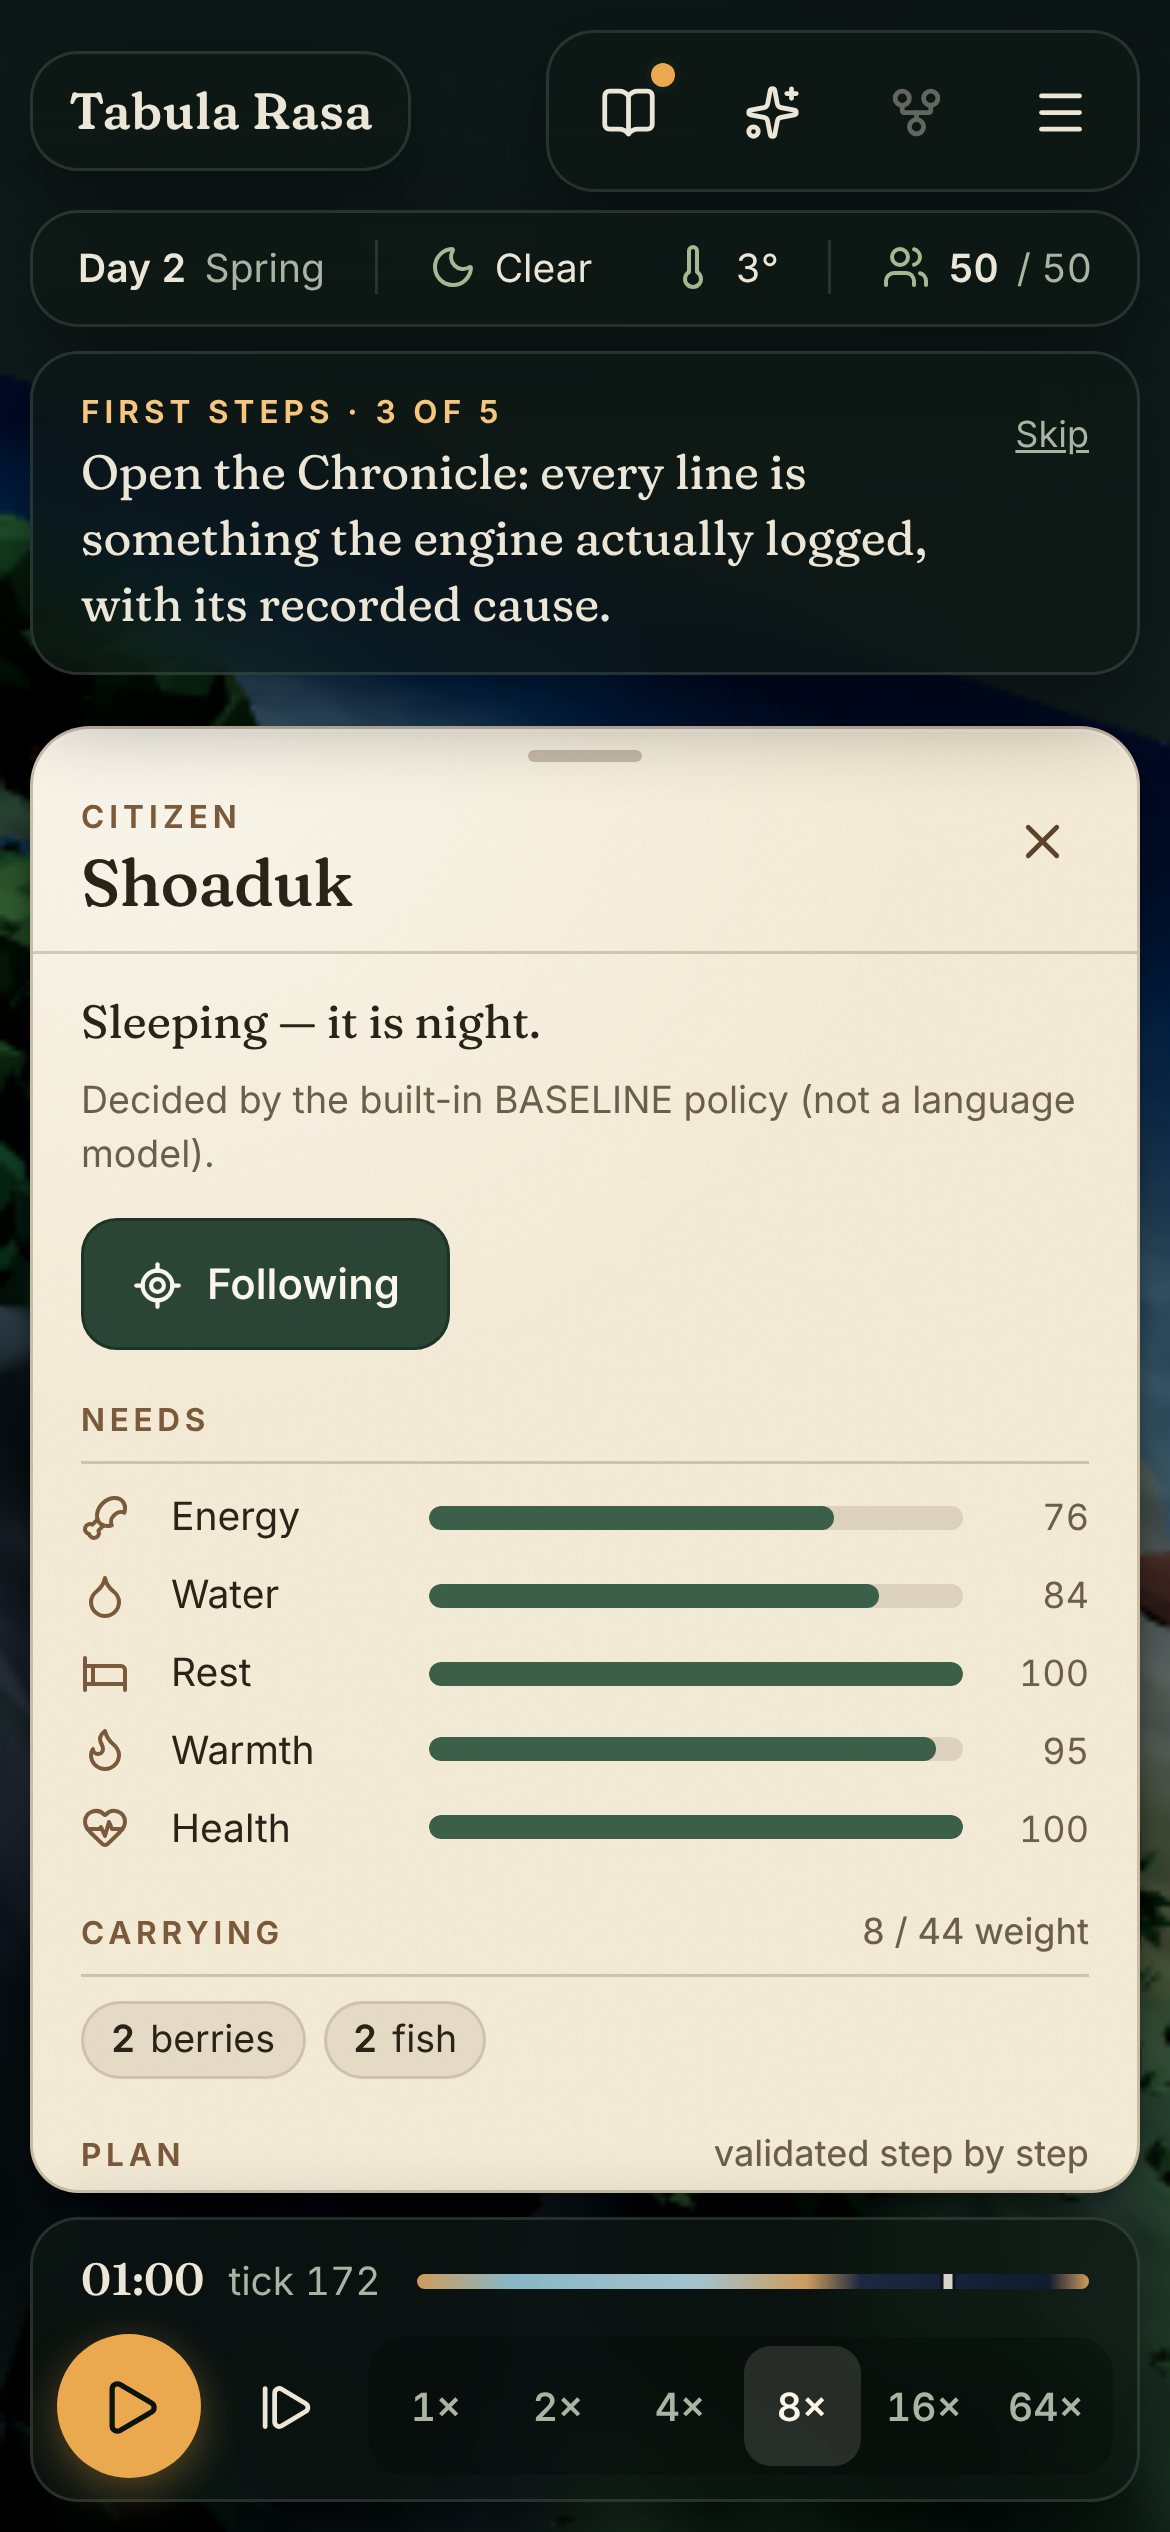 Tabula Rasa
Day 2 Spring Clear 3° 50 / 50
FIRST STEPS · 3 OF 5
Skip
Open the Chronicle: every line is
something the engine actually logged,
with its recorded cause.
CITIZEN
Shoaduk
Sleeping — it is night.
Decided by the built-in BASELINE policy (not a language
model).
Following
NEEDS
Energy 76
Water 84
Rest 100
Warmth 95
Health 100
CARRYING 8 / 44 weight
2 berries 2 fish
PLAN validated step by step
01:00 tick 172
1× 2× 4× 8× 16× 64×